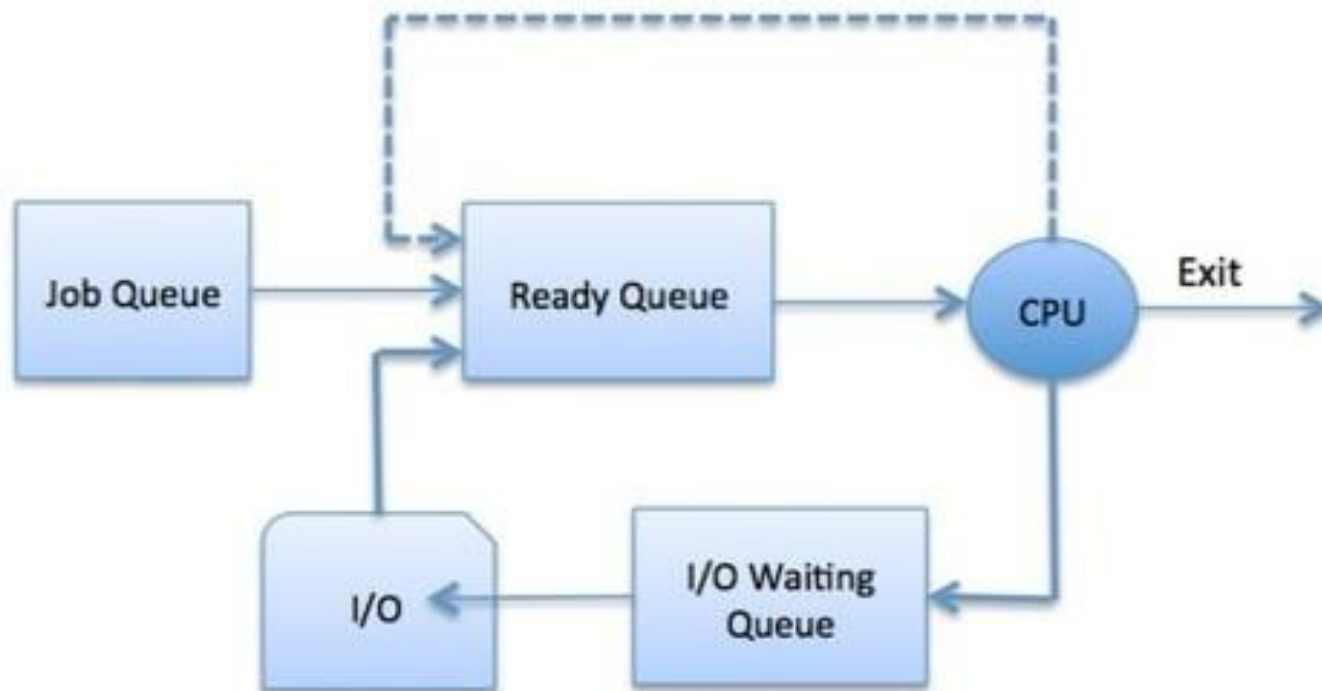 Job Queue
Ready Queue
CPU
Exit
I/O
I/O Waiting
Queue